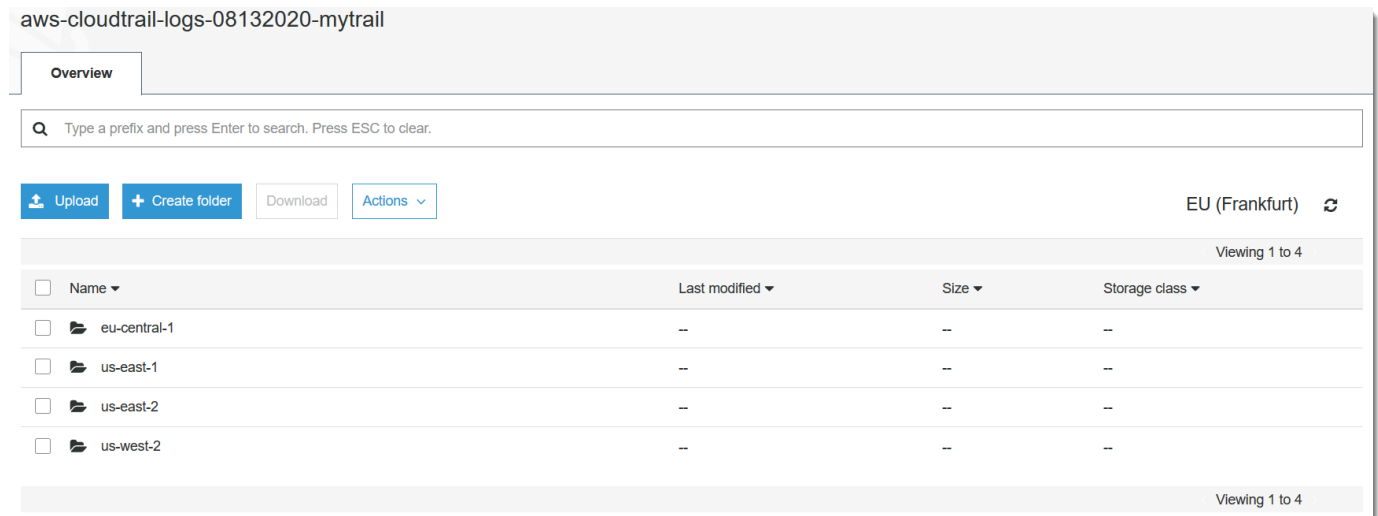 aws-cloudtrail-logs-08132020-mytrail
Overview
Type a prefix and press Enter to search. Press ESC to clear.
Upload Create folder Download Actions EU (Frankfurt)
Viewing 1 to 4
Name Last modified Size Storage class
eu-central-1 -- -- --
us-east-1 -- -- --
us-east-2 -- -- --
us-west-2 -- -- --
Viewing 1 to 4